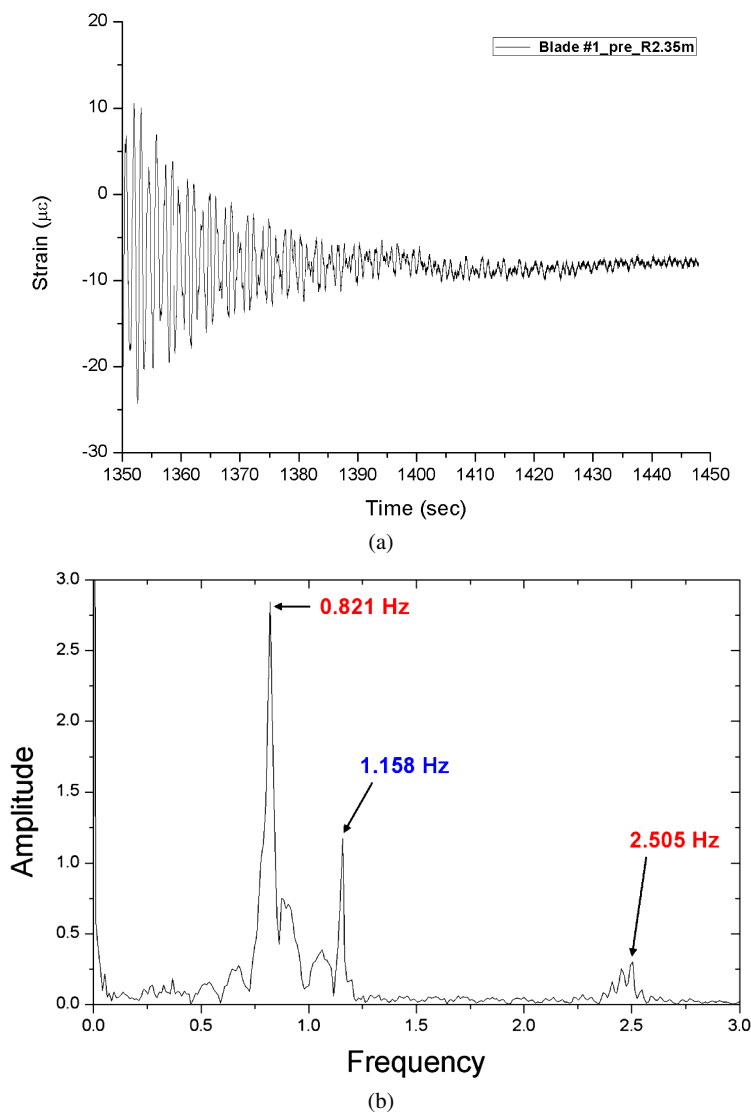 20
Blade #1_pre_R2.35m
10
0
-10
-20
-30
Strain (με)
1350 1360 1370 1380 1390 1400 1410 1420 1430 1440 1450
Time (sec)
(a)
3.0
0.821 Hz
2.5
2.0
1.158 Hz
1.5
2.505 Hz
1.0
0.5
0.0
Amplitude
0.0 0.5 1.0 1.5 2.0 2.5 3.0
Frequency
(b)